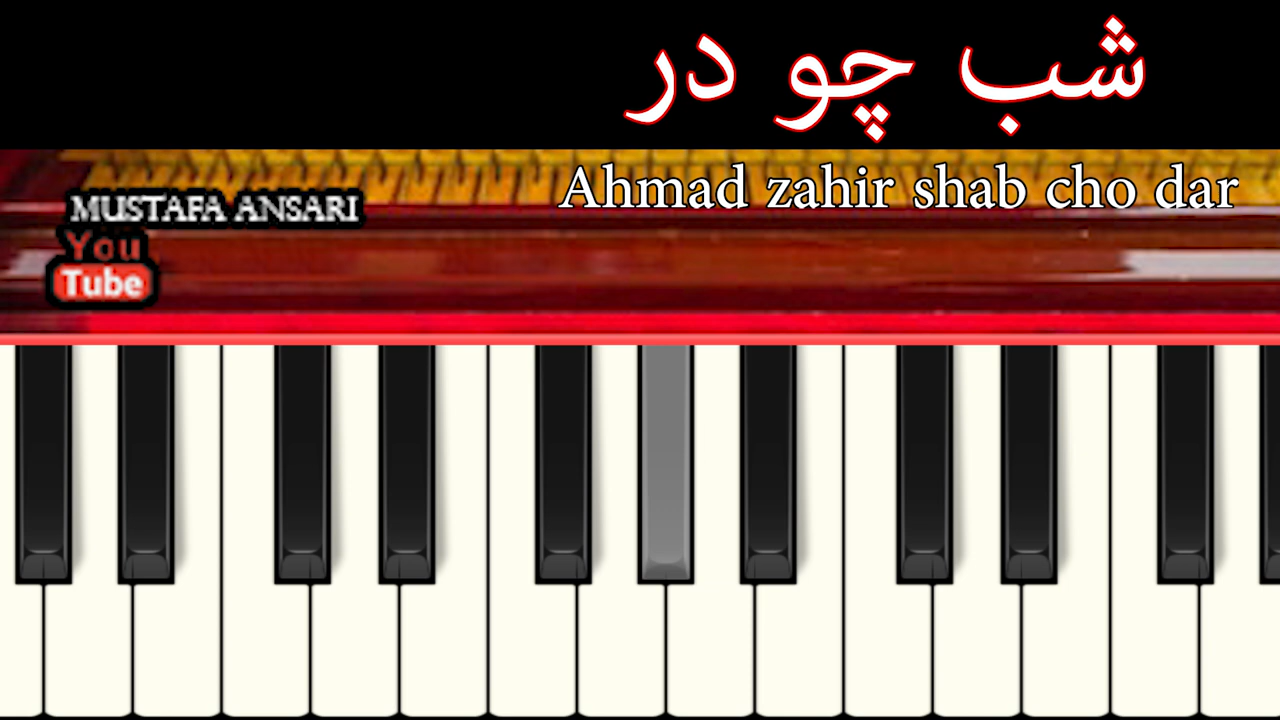 شب چو در
Ahmad zahir shab cho dar
MUSTAFA ANSARI
You
Tube